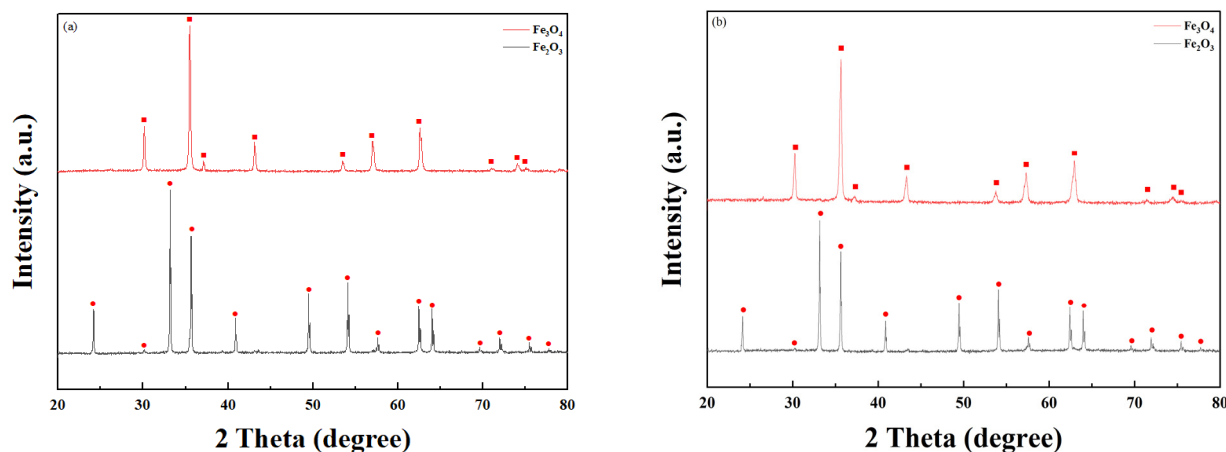 (a)
Fe₃O₄
Fe₂O₃
Intensity (a.u.)
20 30 40 50 60 70 80
2 Theta (degree)
(b)
Fe₃O₄
Fe₂O₃
Intensity (a.u.)
20 30 40 50 60 70 80
2 Theta (degree)